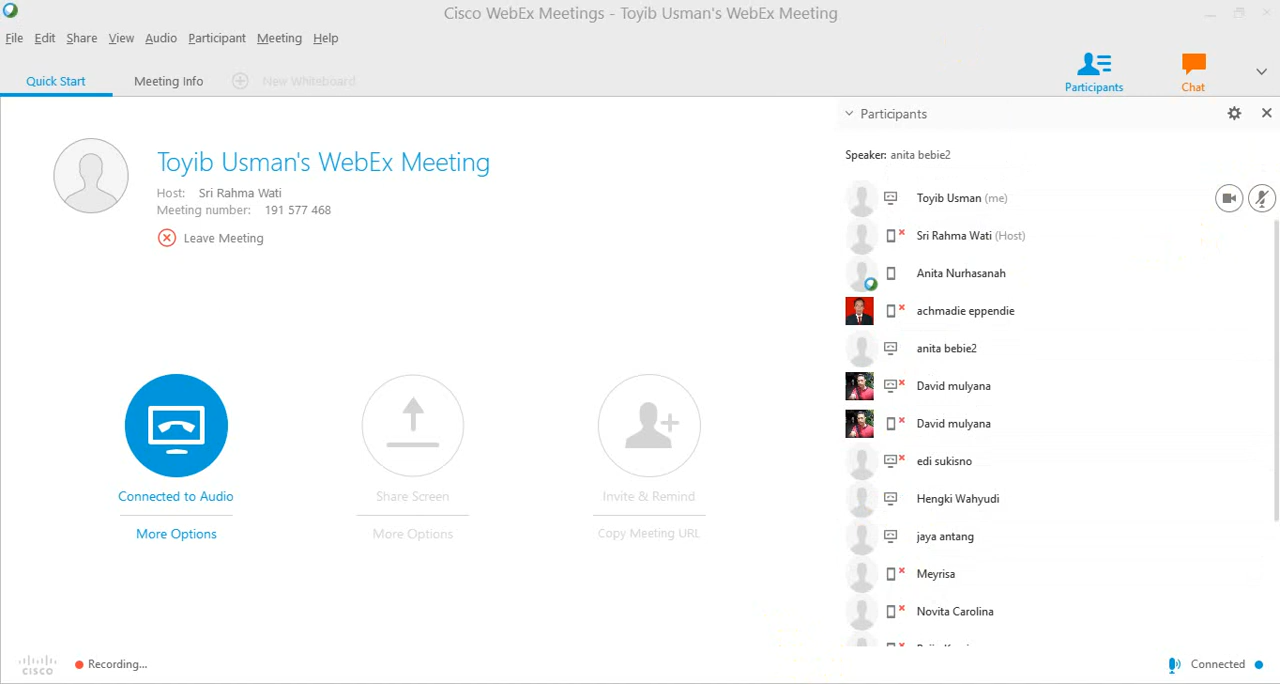 Cisco WebEx Meetings - Toyib Usman's WebEx Meeting
File Edit Share View Audio Participant Meeting Help
Quick Start Meeting Info New Whiteboard
Participants Chat
Participants
Speaker: anita bebie2
Toyib Usman's WebEx Meeting
Host: Sri Rahma Wati
Meeting number: 191 577 468
Leave Meeting
Toyib Usman (me)
Sri Rahma Wati (Host)
Anita Nurhasanah
achmadie eppendie
anita bebie2
David mulyana
David mulyana
edi sukisno
Hengki Wahyudi
jaya antang
Meyrisa
Novita Carolina
Connected to Audio
More Options
Share Screen
More Options
Invite & Remind
Copy Meeting URL
CISCO
Recording...
Connected